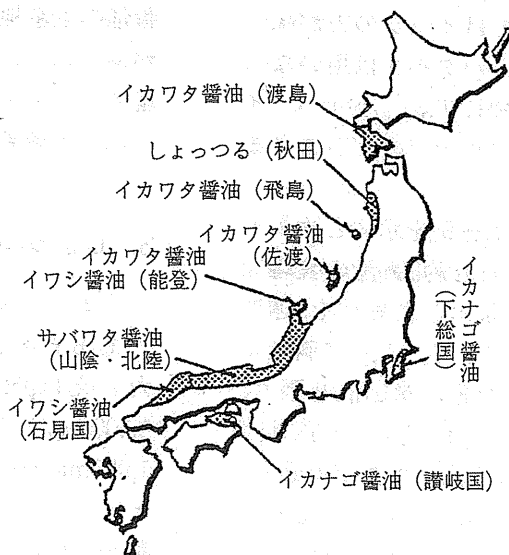 イカワタ醤油（渡島）
しょっつる（秋田）
イカワタ醤油（飛島）
イカワタ醤油
（佐渡）
イカワタ醤油
イワシ醤油（能登）
サバワタ醤油
（山陰・北陸）
イワシ醤油
（石見国）
イカナゴ醤油
（下総国）
イカナゴ醤油（讃岐国）